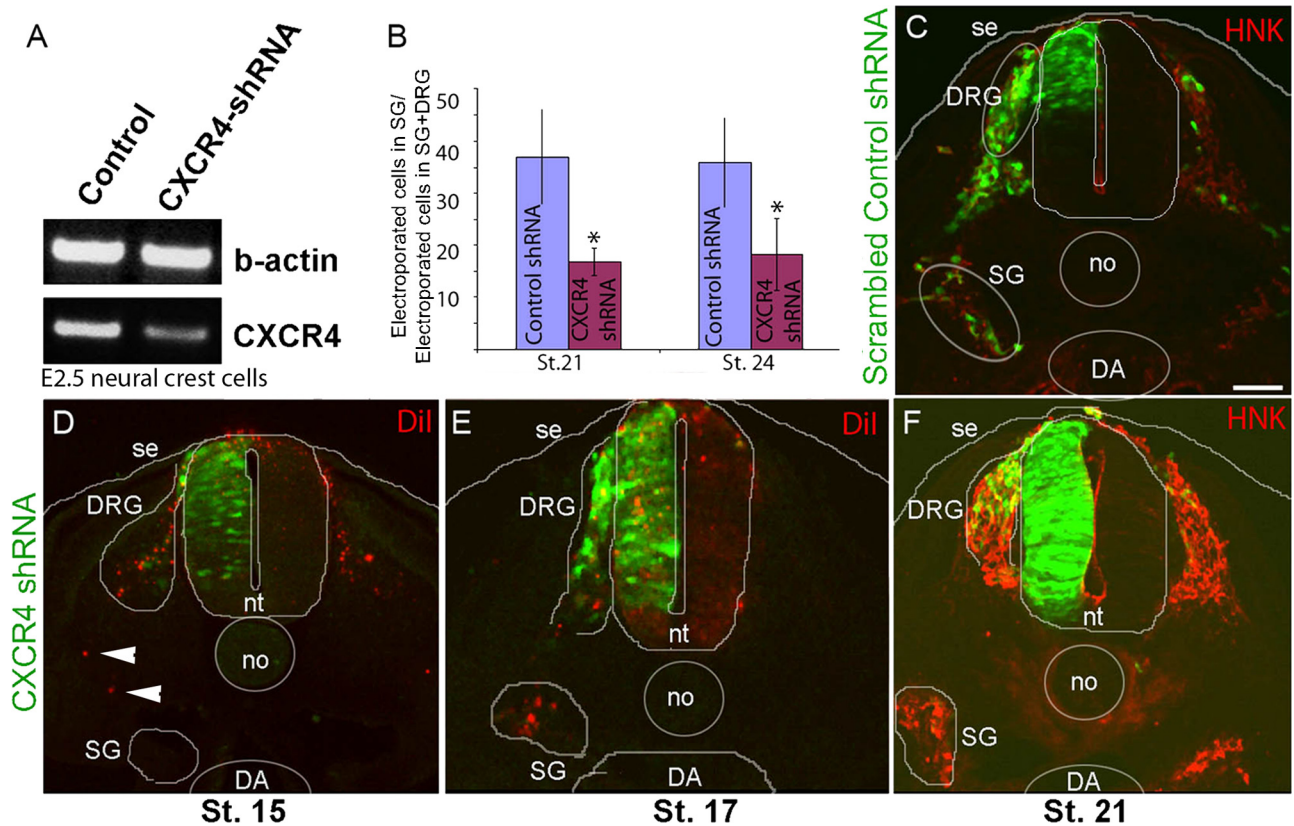 A
Control
CXCR4-shRNA
b-actin
CXCR4
E2.5 neural crest cells
B
Electroporated cells in SG/
Electroporated cells in SG+DRG
50
40
30
20
10
Control shRNA
*
CXCR4
shRNA
Control shRNA
*
CXCR4
shRNA
St.21
St. 24
Scrambled Control shRNA
C
se
HNK
DRG
SG
no
DA
CXCR4 shRNA
D
DiI
se
DRG
nt
no
SG
DA
St. 15
E
DiI
se
DRG
nt
no
SG
DA
St. 17
F
HNK
se
DRG
nt
no
SG
DA
St. 21